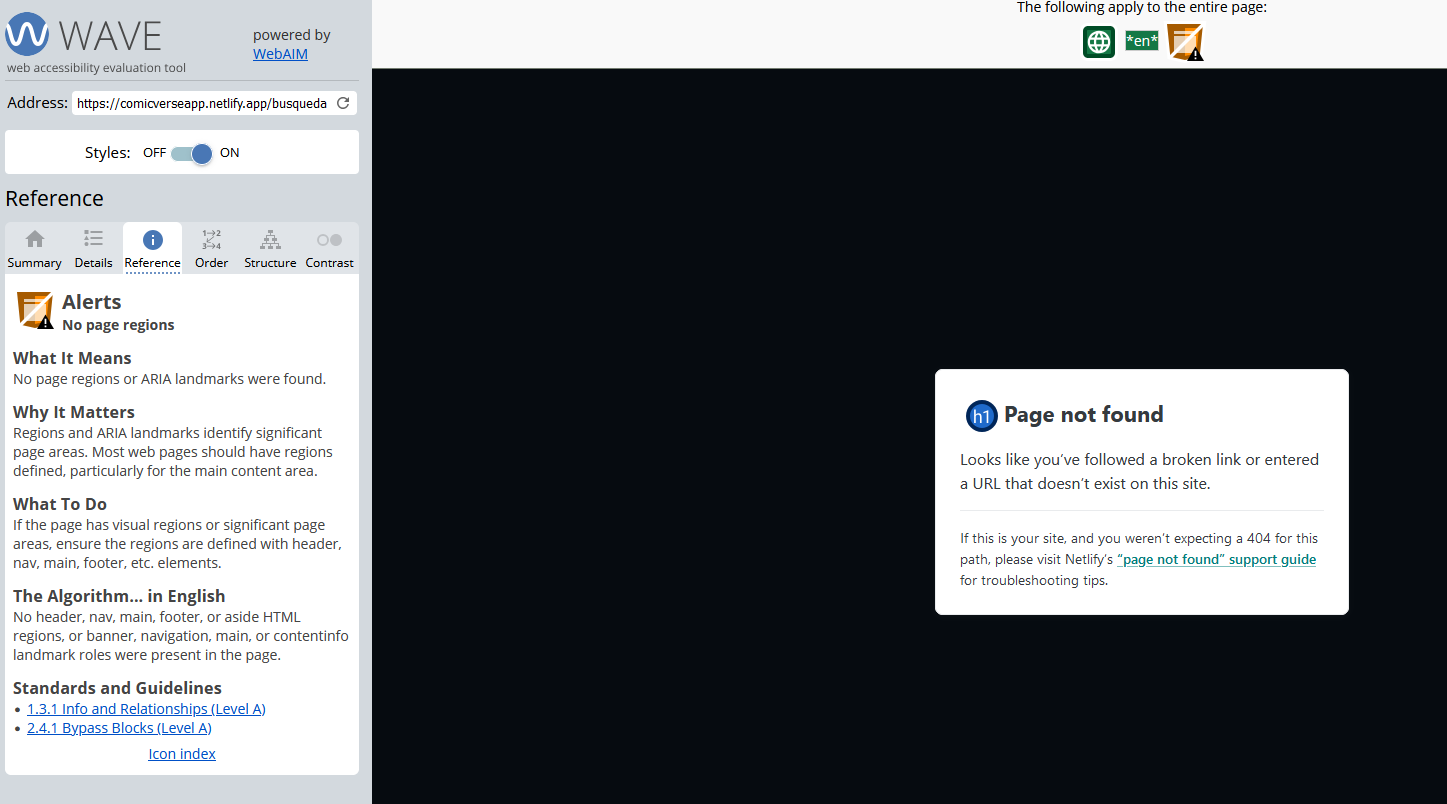 WAVE
web accessibility evaluation tool
powered by
WebAIM
Address: https://comicverseapp.netlify.app/busqueda
Styles: OFF ON
Reference
Summary Details Reference Order Structure Contrast
Alerts
No page regions
What It Means
No page regions or ARIA landmarks were found.
Why It Matters
Regions and ARIA landmarks identify significant
page areas. Most web pages should have regions
defined, particularly for the main content area.
What To Do
If the page has visual regions or significant page
areas, ensure the regions are defined with header,
nav, main, footer, etc. elements.
The Algorithm... in English
No header, nav, main, footer, or aside HTML
regions, or banner, navigation, main, or contentinfo
landmark roles were present in the page.
Standards and Guidelines
• 1.3.1 Info and Relationships (Level A)
• 2.4.1 Bypass Blocks (Level A)
Icon index
The following apply to the entire page:
*en*
h1 Page not found
Looks like you've followed a broken link or entered
a URL that doesn't exist on this site.
If this is your site, and you weren't expecting a 404 for this
path, please visit Netlify's “page not found” support guide
for troubleshooting tips.